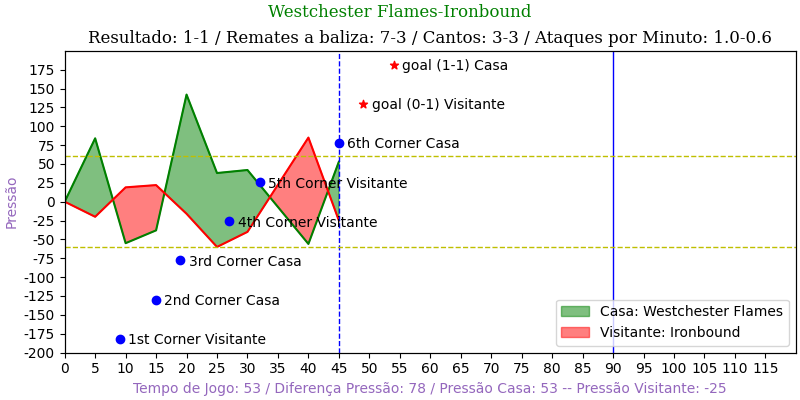 Westchester Flames-Ironbound
Resultado: 1-1 / Remates a baliza: 7-3 / Cantos: 3-3 / Ataques por Minuto: 1.0-0.6
Pressão
175
150
125
100
75
50
25
0
-25
-50
-75
-100
-125
-150
-175
-200
goal (1-1) Casa
goal (0-1) Visitante
6th Corner Casa
5th Corner Visitante
4th Corner Visitante
3rd Corner Casa
2nd Corner Casa
1st Corner Visitante
Casa: Westchester Flames
Visitante: Ironbound
0 5 10 15 20 25 30 35 40 45 50 55 60 65 70 75 80 85 90 95 100 105 110 115
Tempo de Jogo: 53 / Diferença Pressão: 78 / Pressão Casa: 53 -- Pressão Visitante: -25